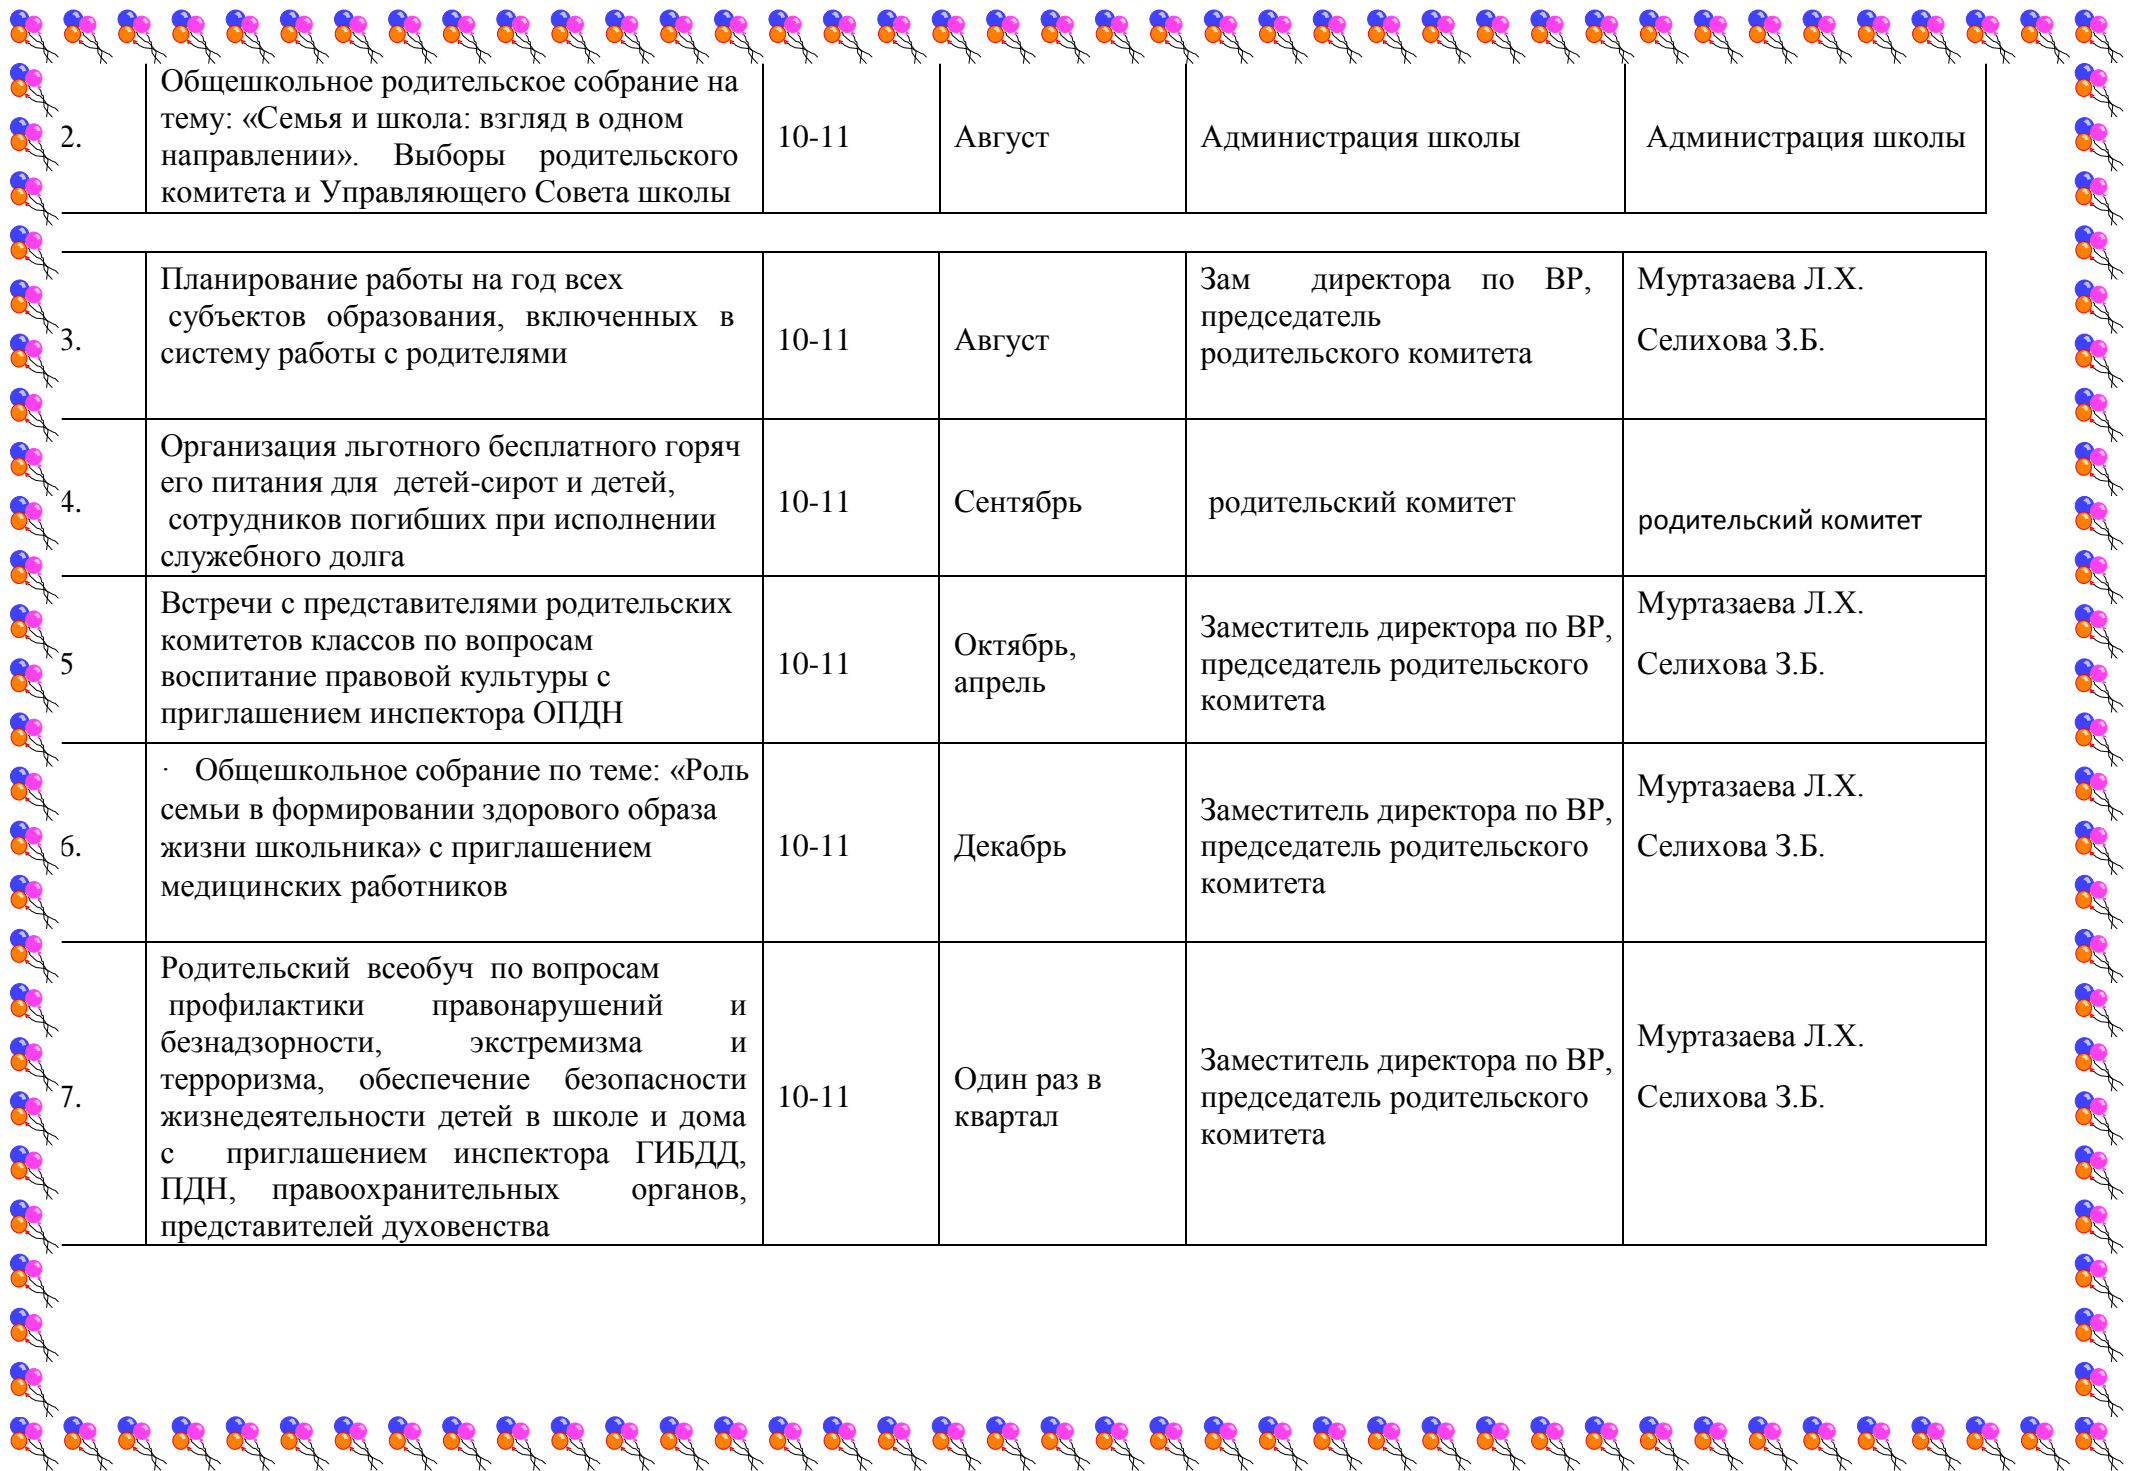 Общешкольное родительское собрание на
тему: «Семья и школа: взгляд в одном
направлении». Выборы родительского
комитета и Управляющего Совета школы
2.
10-11
Август
Администрация школы
Администрация школы
Планирование работы на год всех
субъектов образования, включенных в
систему работы с родителями
3.
10-11
Август
Зам директора по ВР,
председатель
родительского комитета
Муртазаева Л.Х.
Селихова З.Б.
Организация льготного бесплатного горяч
его питания для детей-сирот и детей,
сотрудников погибших при исполнении
служебного долга
4.
10-11
Сентябрь
родительский комитет
родительский комитет
Встречи с представителями родительских
комитетов классов по вопросам
воспитание правовой культуры с
приглашением инспектора ОПДН
5
10-11
Октябрь,
апрель
Заместитель директора по ВР,
председатель родительского
комитета
Муртазаева Л.Х.
Селихова З.Б.
· Общешкольное собрание по теме: «Роль
семьи в формировании здорового образа
жизни школьника» с приглашением
медицинских работников
6.
10-11
Декабрь
Заместитель директора по ВР,
председатель родительского
комитета
Муртазаева Л.Х.
Селихова З.Б.
Родительский всеобуч по вопросам
профилактики правонарушений и
безнадзорности, экстремизма и
терроризма, обеспечение безопасности
жизнедеятельности детей в школе и дома
с приглашением инспектора ГИБДД,
ПДН, правоохранительных органов,
представителей духовенства
7.
10-11
Один раз в
квартал
Заместитель директора по ВР,
председатель родительского
комитета
Муртазаева Л.Х.
Селихова З.Б.